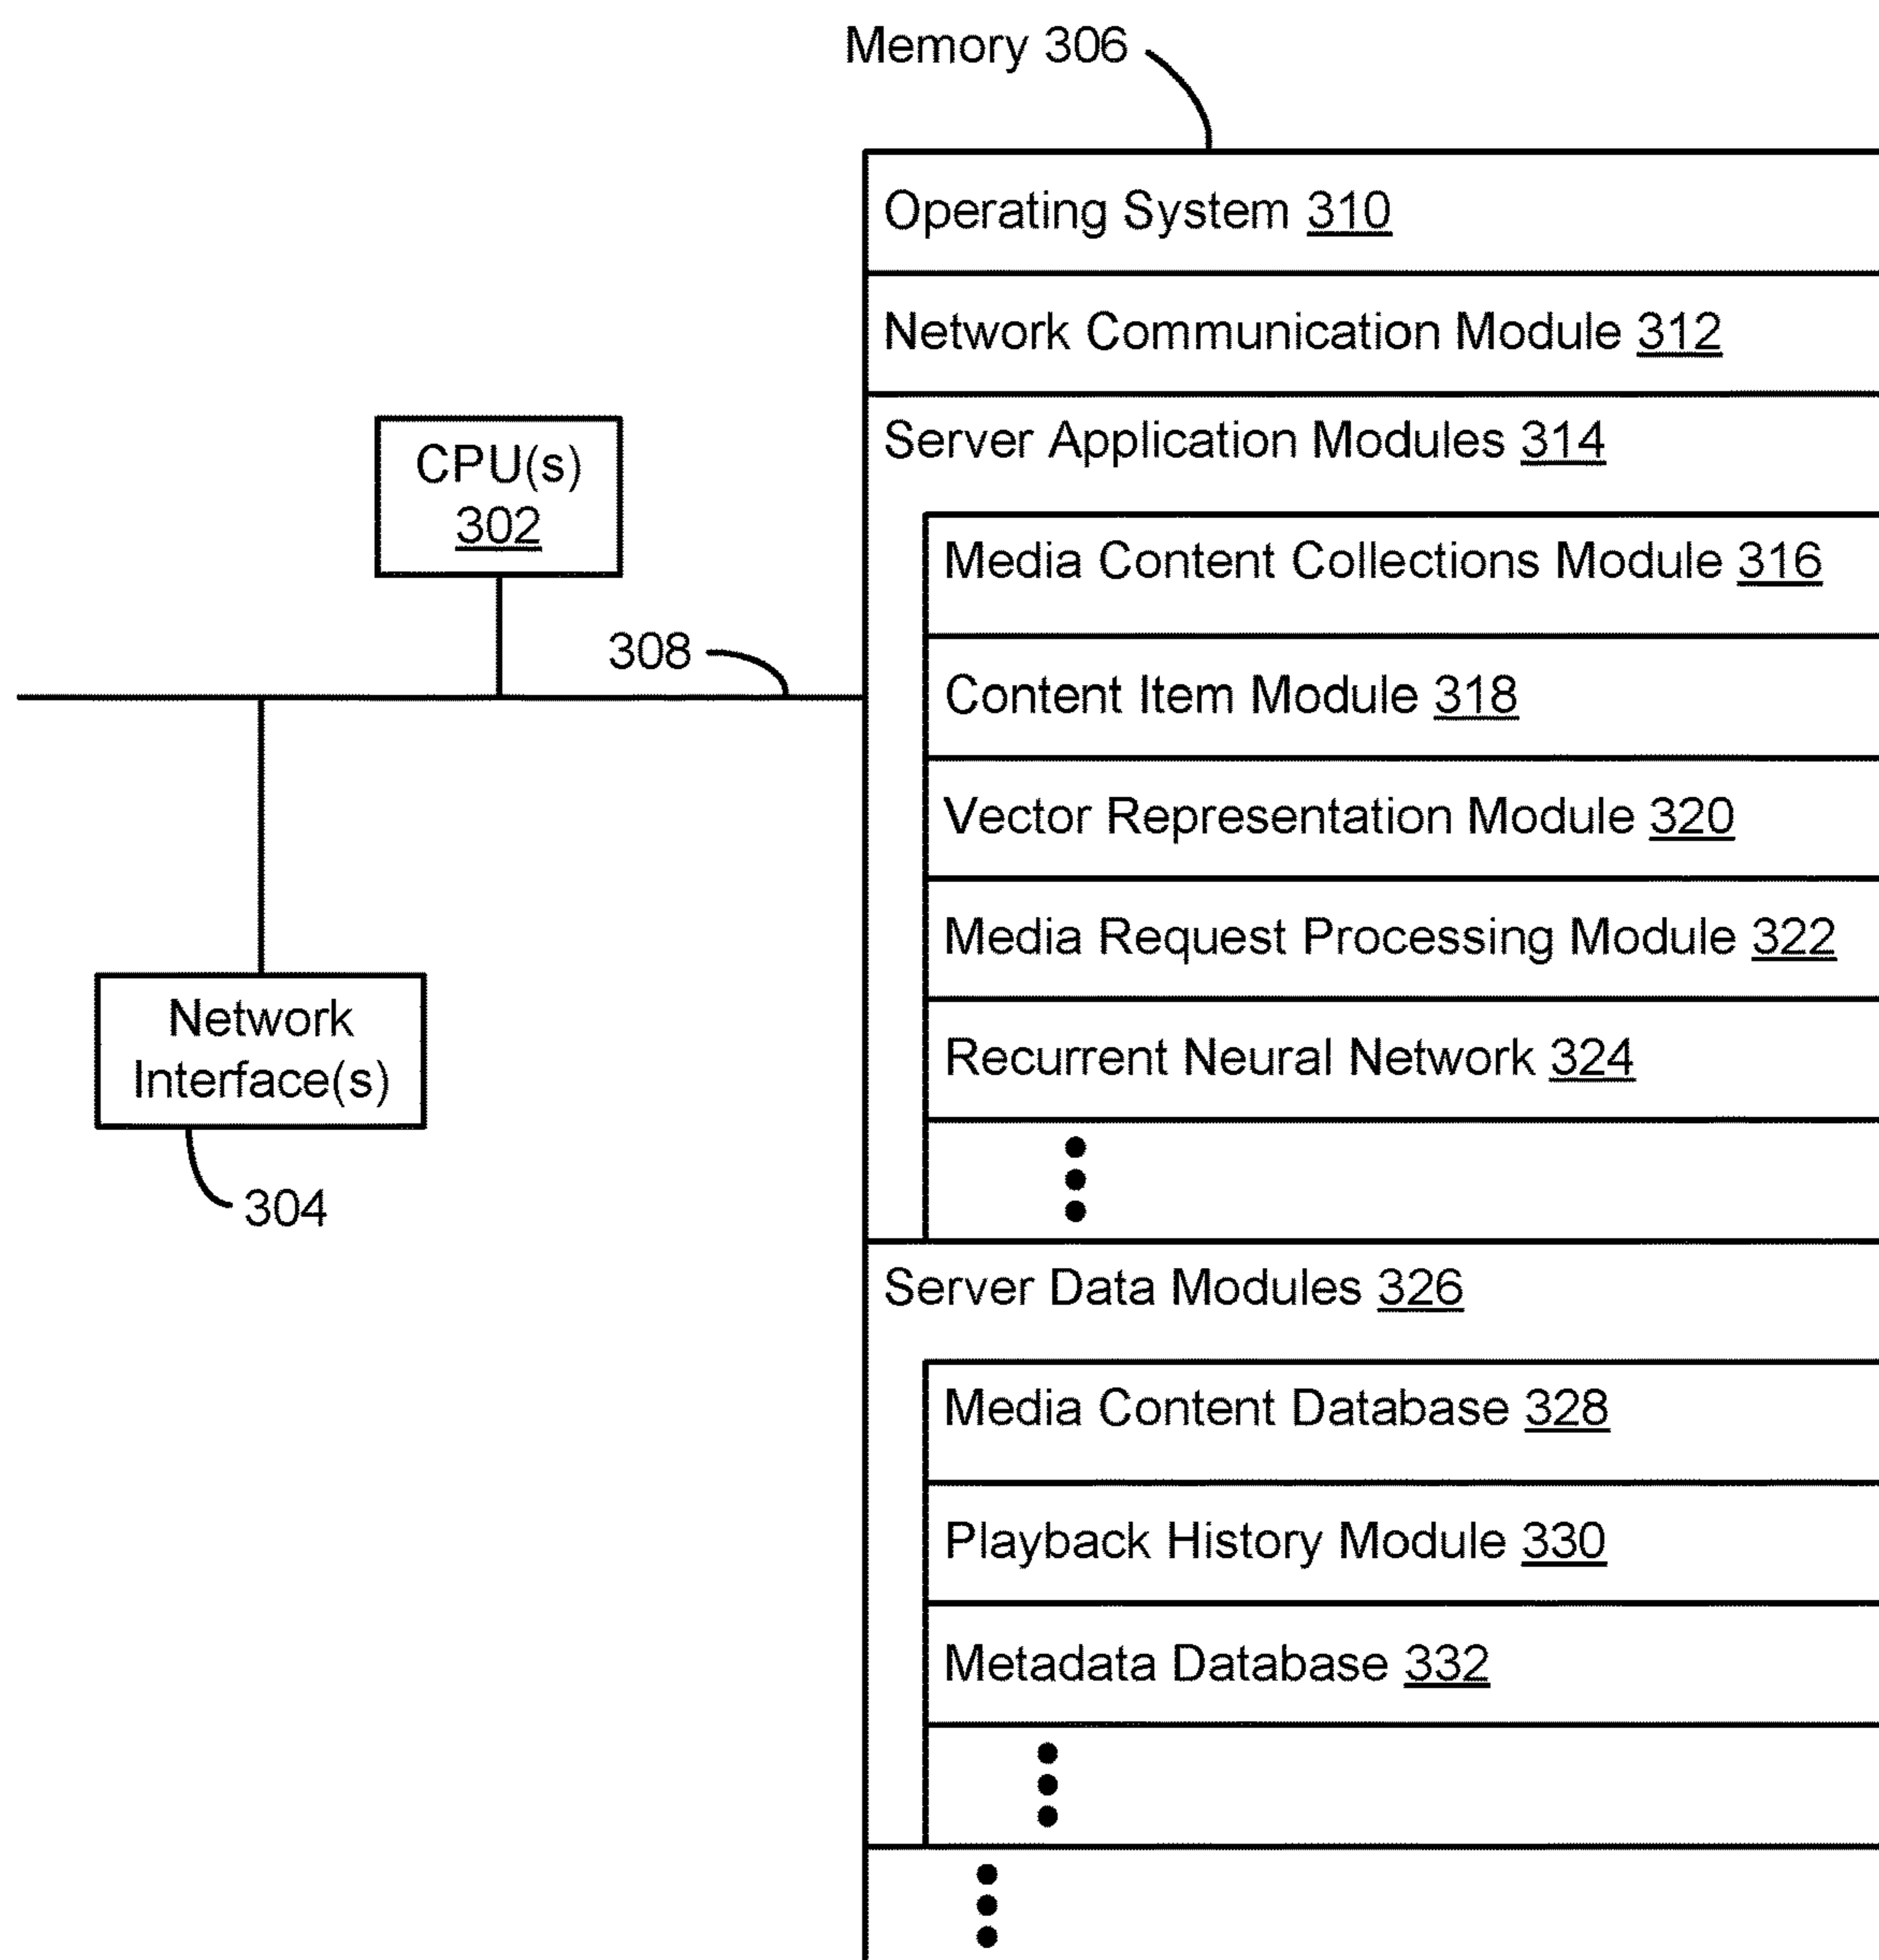 Memory 306
Operating System 310
Network Communication Module 312
Server Application Modules 314
CPU(s)
302
Media Content Collections Module 316
308
Content Item Module 318
Vector Representation Module 320
Media Request Processing Module 322
Network
Interface(s)
Recurrent Neural Network 324
304
Server Data Modules 326
Media Content Database 328
Playback History Module 330
Metadata Database 332